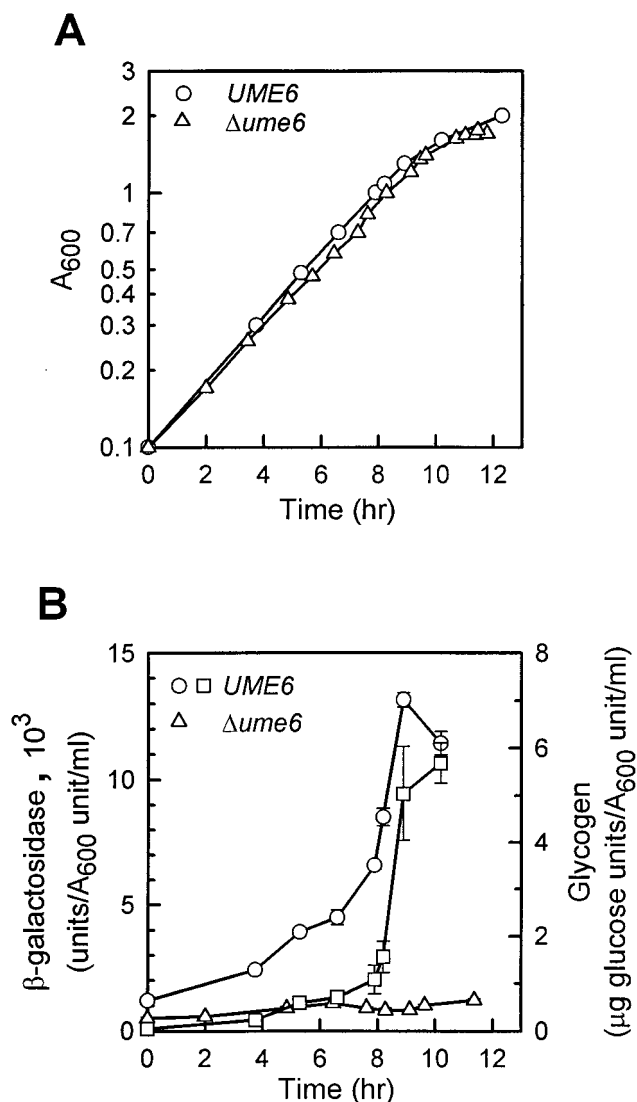 A
3
2
1
0.7
0.5
0.4
0.3
0.2
0.1
A600
UME6
Δume6
0 2 4 6 8 10 12
Time (hr)
B
15
10
5
0
β-galactosidase, 10³
(units/A600 unit/ml)
UME6
Δume6
8
6
4
2
0
Glycogen
(μg glucose units/A600 unit/ml)
0 2 4 6 8 10 12
Time (hr)